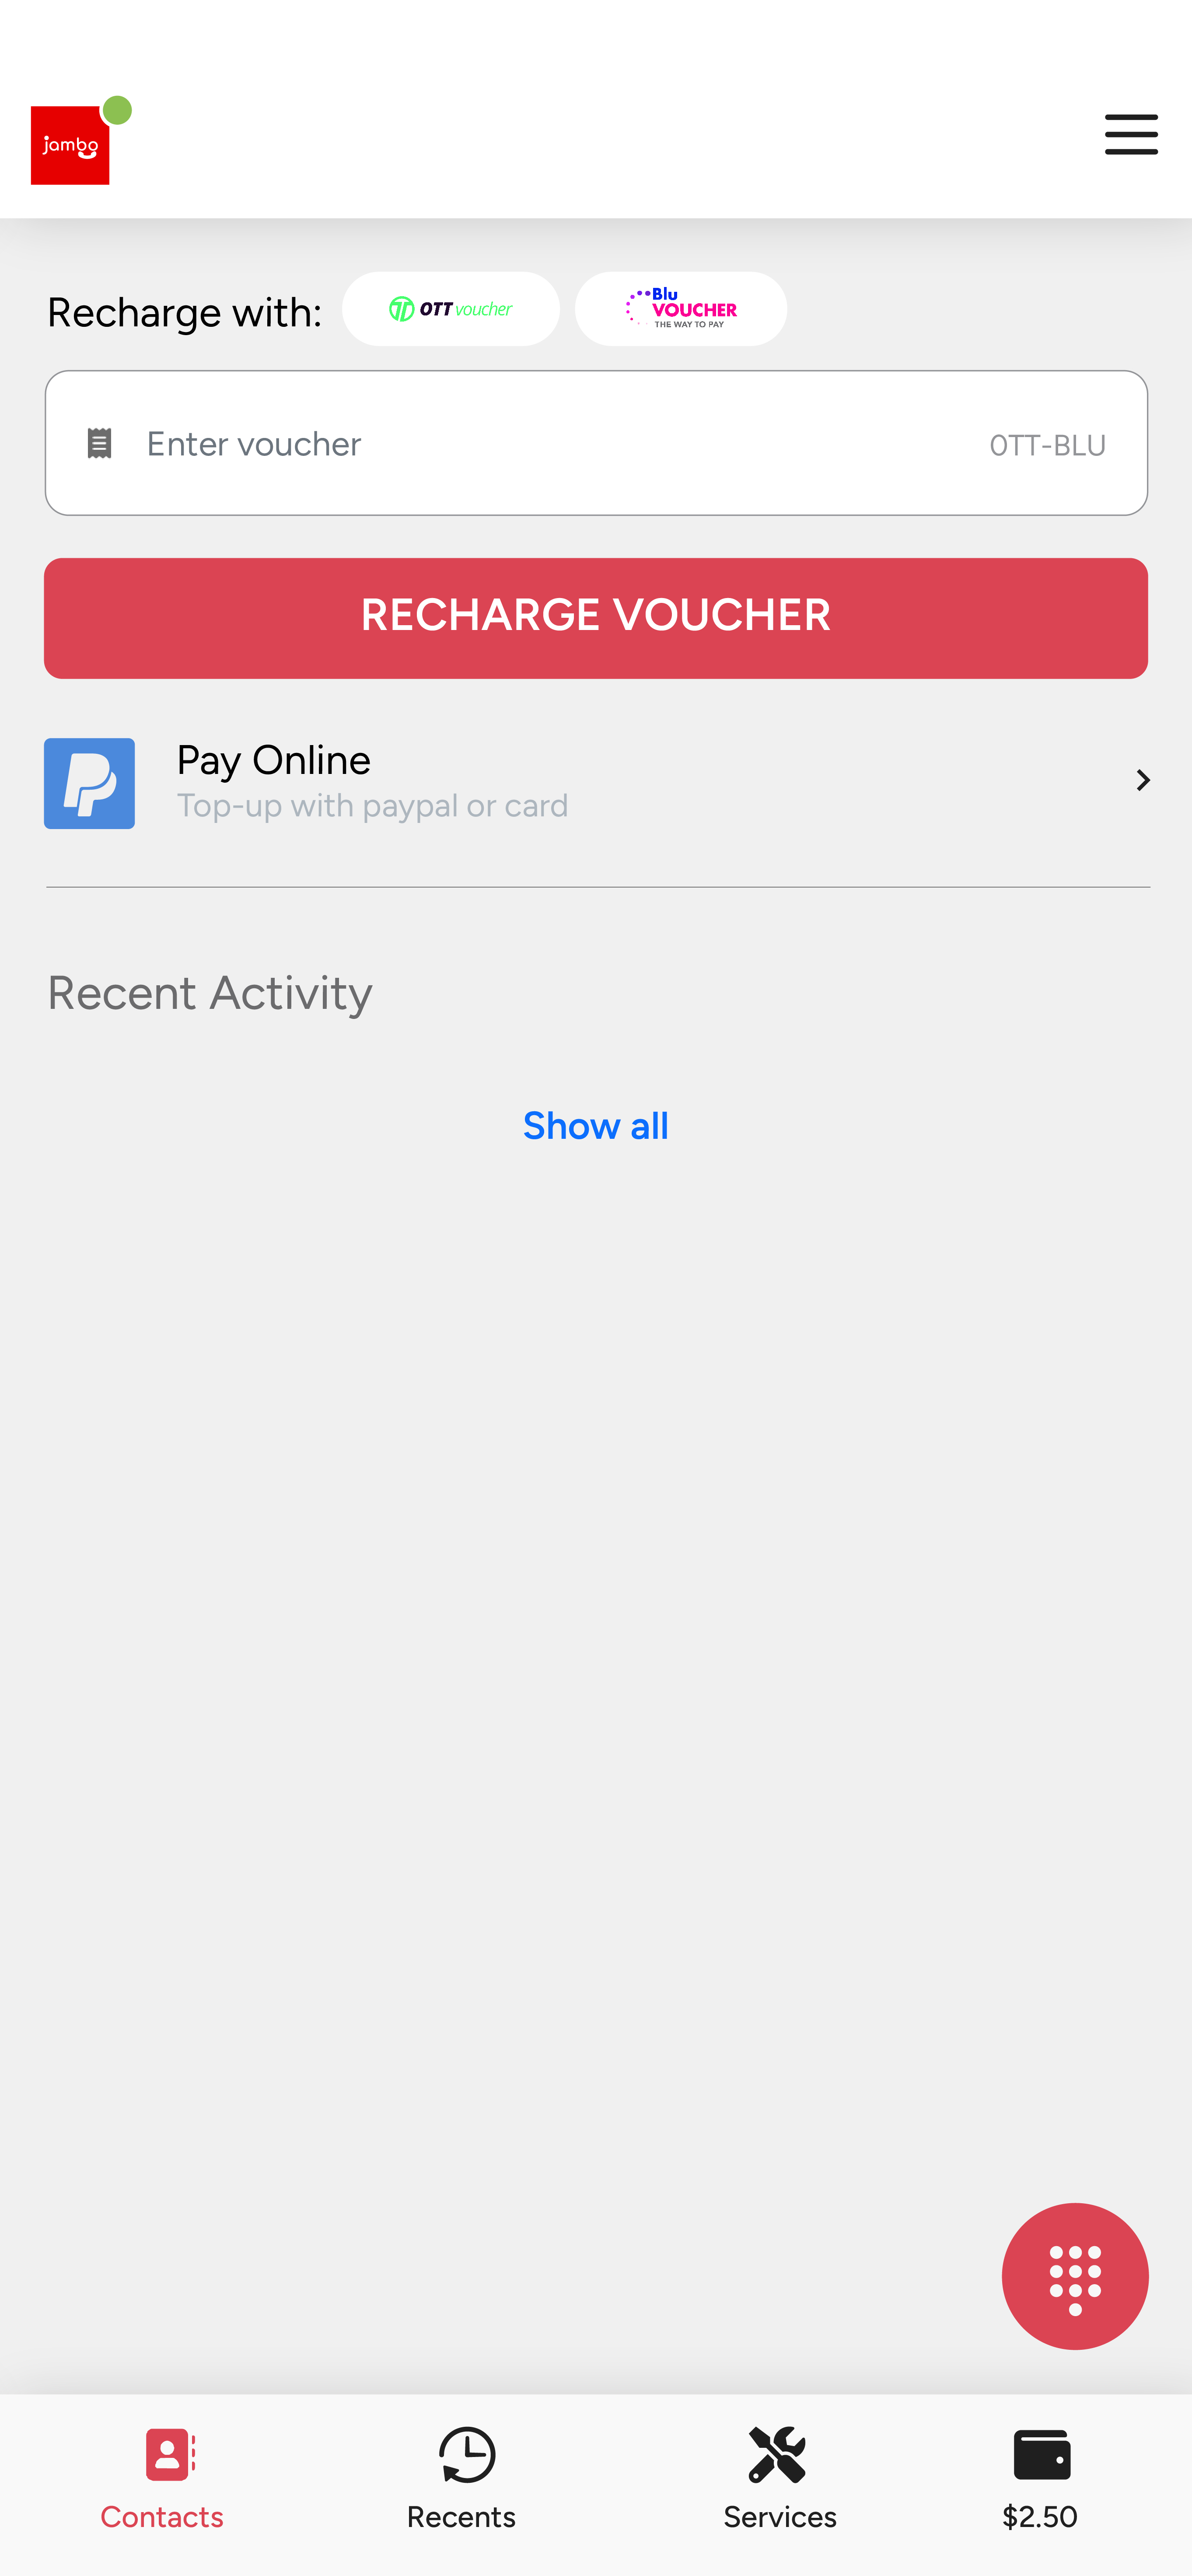 jambo
Recharge with:
OTT voucher
Blu
VOUCHER
THE WAY TO PAY
Enter voucher
OTT-BLU
RECHARGE VOUCHER
Pay Online
Top-up with paypal or card
Recent Activity
Show all
Contacts
Recents
Services
$2.50